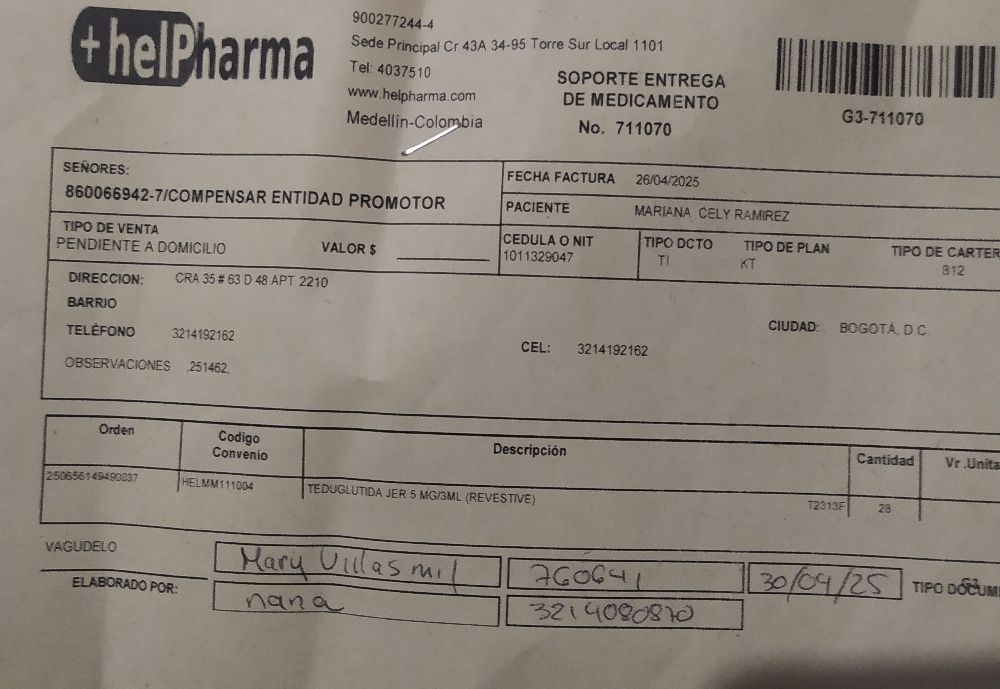 +helPharma
900277244-4
Sede Principal Cr 43A 34-95 Torre Sur Local 1101
Tel: 4037510
www.helpharma.com
Medellín-Colombia
SOPORTE ENTREGA
DE MEDICAMENTO
No. 711070
G3-711070
SEÑORES:
860066942-7/COMPENSAR ENTIDAD PROMOTOR
FECHA FACTURA 26/04/2025
PACIENTE MARIANA CELY RAMIREZ
TIPO DE VENTA
PENDIENTE A DOMICILIO VALOR $
CEDULA O NIT
1011329047
TIPO DCTO
TI
TIPO DE PLAN
KT
TIPO DE CARTER
812
DIRECCION: CRA 35 # 63 D 48 APT 2210
BARRIO
TELÉFONO 3214192162
CEL: 3214192162
CIUDAD: BOGOTÁ, D.C.
OBSERVACIONES ,251462,
Orden Codigo Convenio Descripción Cantidad Vr .Unita
250656149490037 HELMM111004 TEDUGLUTIDA JER 5 MG/3ML (REVESTIVE) T2313F 28
VAGUDELO
ELABORADO POR:
Mary Villasmil 760641 30/04/25 TIPO DOCUM
nana 3214080870